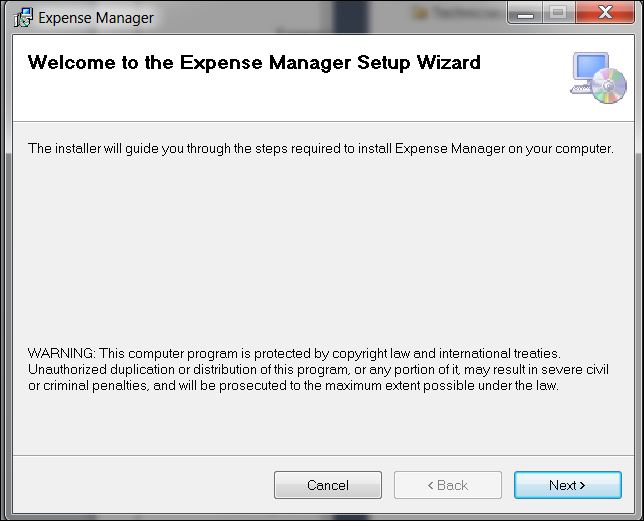 Expense Manager
Welcome to the Expense Manager Setup Wizard
The installer will guide you through the steps required to install Expense Manager on your computer.
WARNING: This computer program is protected by copyright law and international treaties.
Unauthorized duplication or distribution of this program, or any portion of it, may result in severe civil
or criminal penalties, and will be prosecuted to the maximum extent possible under the law.
Cancel
< Back
Next >